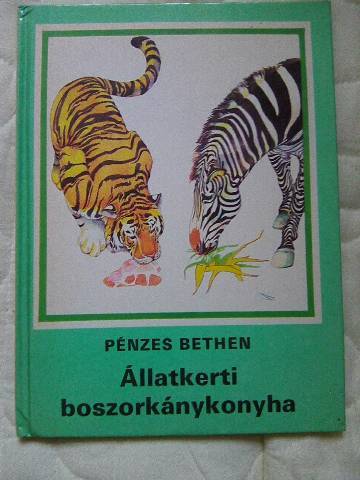 PÉNZES BETHEN
Állatkerti
boszorkánykonyha